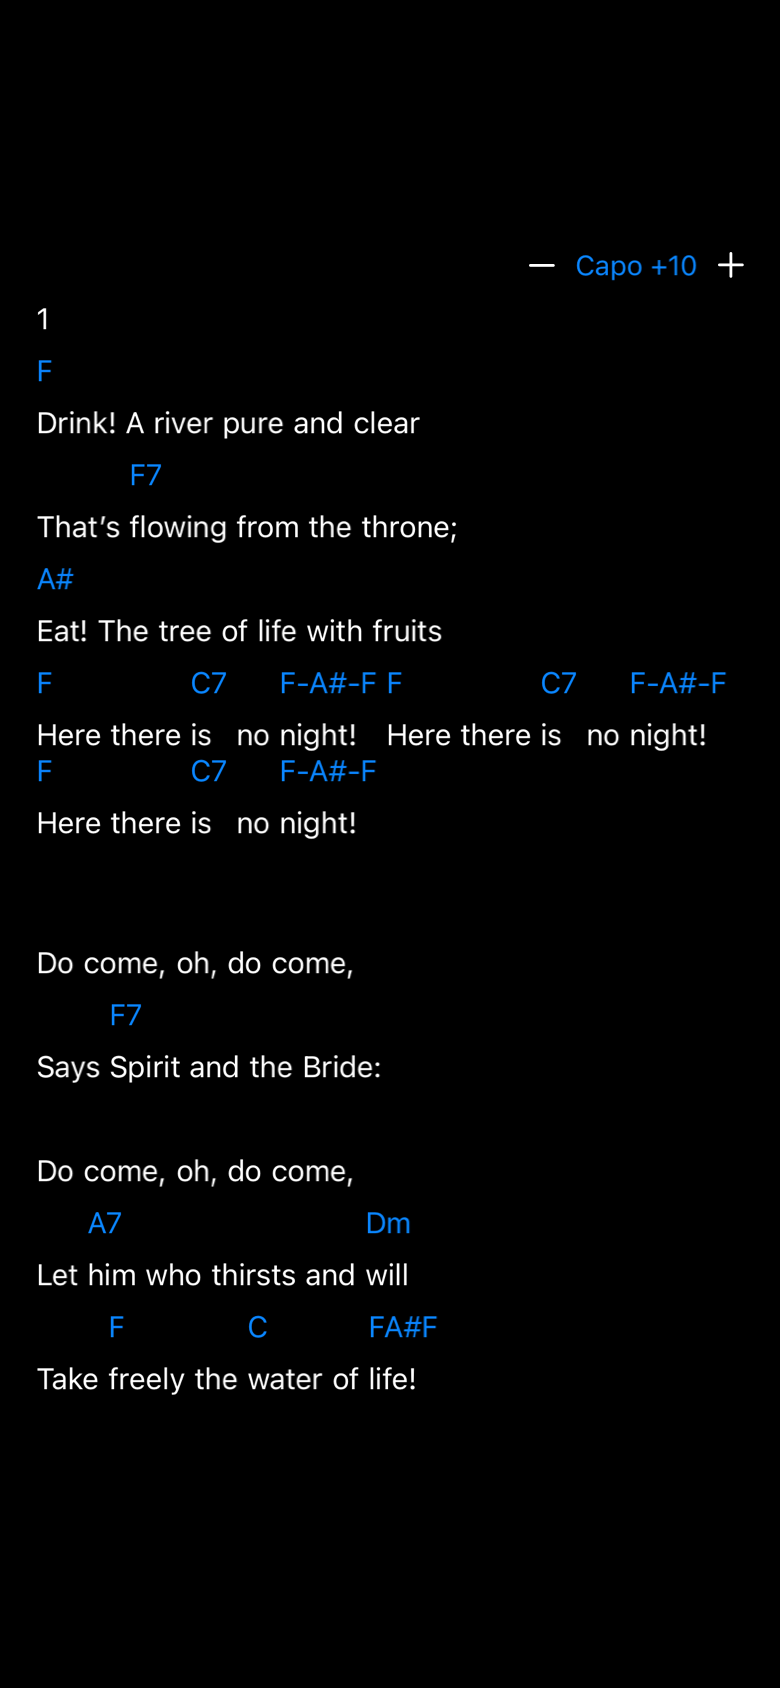 Capo +10
1
F
Drink! A river pure and clear
F7
That’s flowing from the throne;
A#
Eat! The tree of life with fruits
F C7 F-A#-F F C7 F-A#-F
Here there is no night! Here there is no night!
F C7 F-A#-F
Here there is no night!
Do come, oh, do come,
F7
Says Spirit and the Bride:
Do come, oh, do come,
A7 Dm
Let him who thirsts and will
F C FA#F
Take freely the water of life!